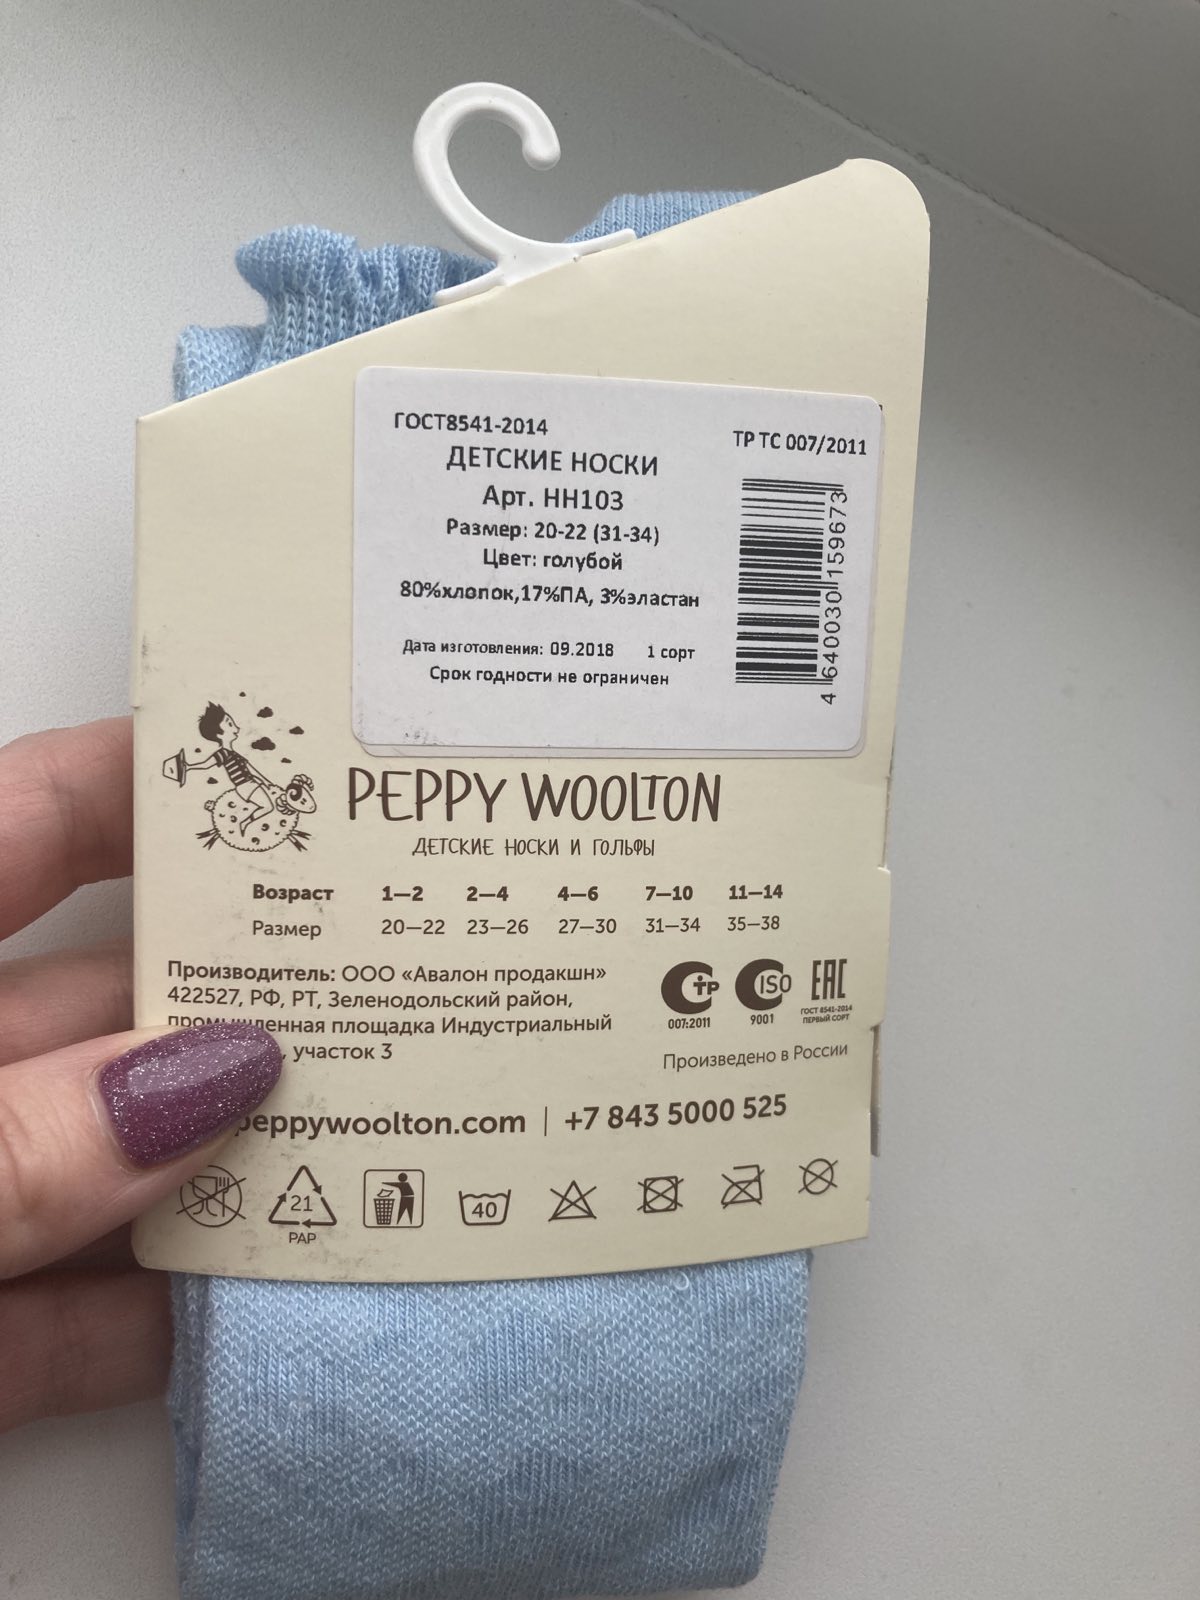 ГОСТ8541-2014
ТР ТС 007/2011
ДЕТСКИЕ НОСКИ
Арт. НН103
Размер: 20-22 (31-34)
Цвет: голубой
80%хлопок,17%ПА, 3%эластан
Дата изготовления: 09.2018 1 сорт
Срок годности не ограничен
4 640030 159673
PEPPY WOOLTON
ДЕТСКИЕ НОСКИ И ГОЛЬФЫ
Возраст 1—2 2—4 4—6 7—10 11—14
Размер 20—22 23—26 27—30 31—34 35—38
Производитель: ООО «Авалон продакшн»
422527, РФ, РТ, Зеленодольский район,
промышленная площадка Индустриальный
, участок 3
ТР
007:2011
ISO
9001
EAC
ГОСТ 8541-2014
ПЕРВЫЙ СОРТ
Произведено в России
peppywoolton.com | +7 843 5000 525
21
PAP
40